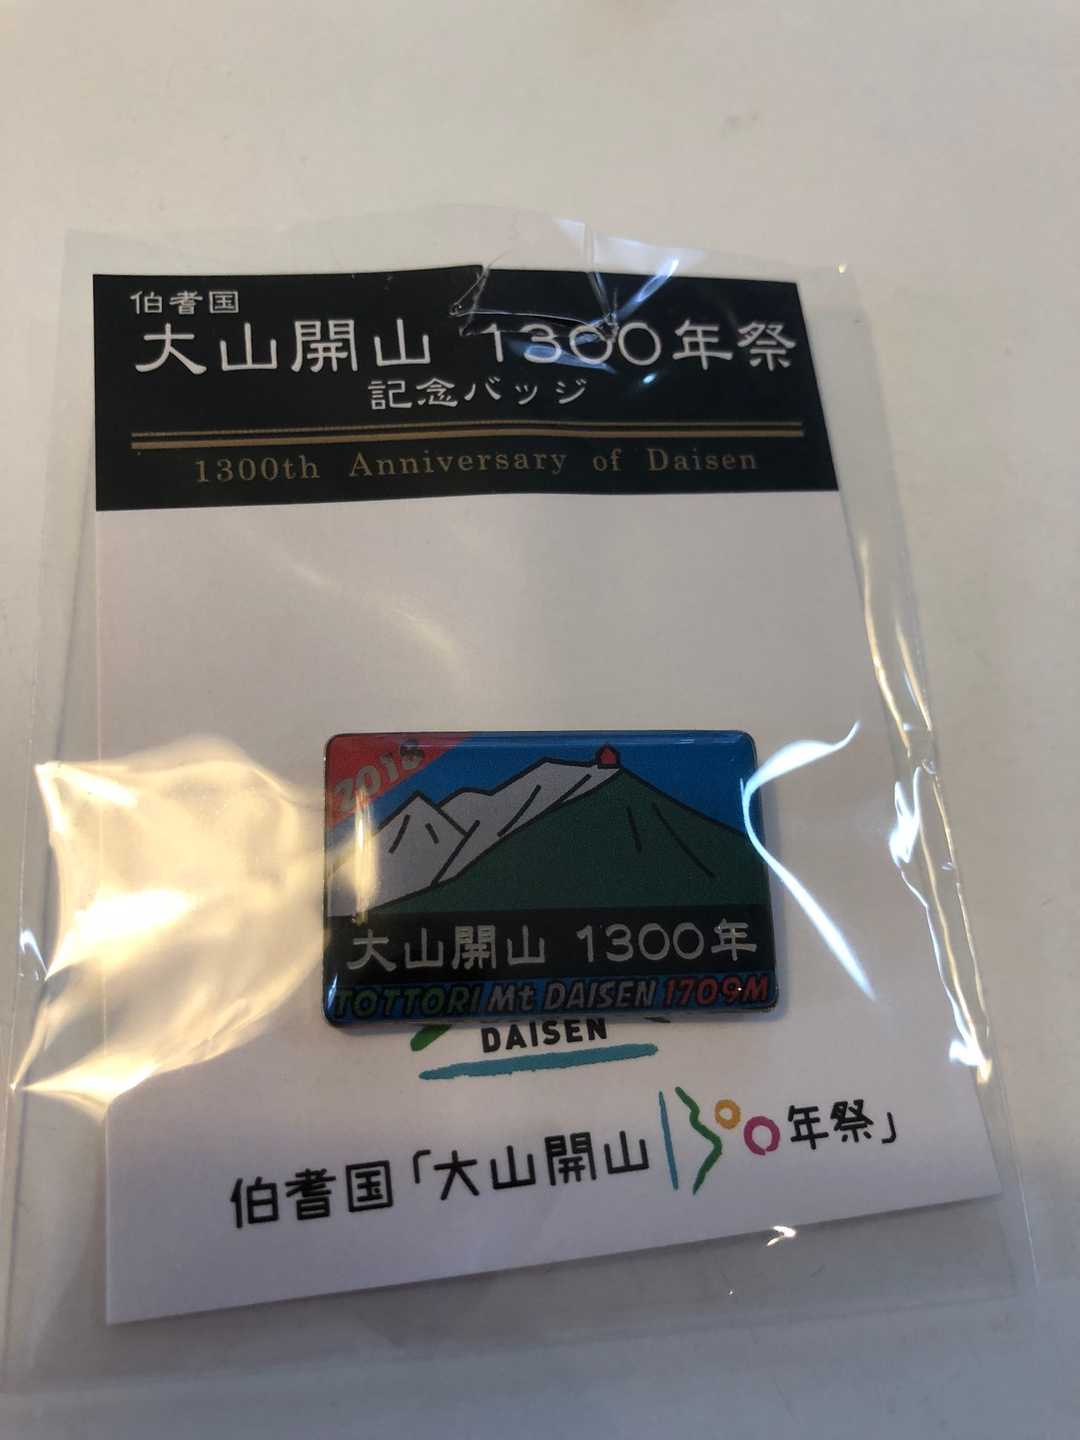 伯耆国
大山開山 1300年祭
記念バッジ
1300th Anniversary of Daisen
2018
大山開山 1300年
TOTTORI Mt DAISEN 1709M
DAISEN
伯耆国「大山開山1300年祭」